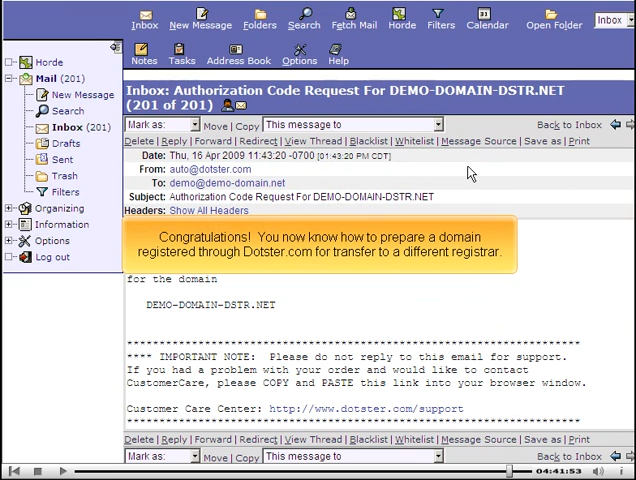 Inbox New Message Folders Search Fetch Mail Horde Filters Calendar Open Folder Inbox
Notes Tasks Address Book Options Help
Horde
Mail (201)
New Message
Search
Inbox (201)
Drafts
Sent
Trash
Filters
Organizing
Information
Options
Log out
Inbox: Authorization Code Request For DEMO-DOMAIN-DSTR.NET
(201 of 201)
Mark as: Move | Copy This message to Back to Inbox
Delete | Reply | Forward | Redirect | View Thread | Blacklist | Whitelist | Message Source | Save as | Print
Date: Thu, 16 Apr 2009 11:43:20 -0700 [01:43:20 PM CDT]
From: auto@dotster.com
To: demo@demo-domain.net
Subject: Authorization Code Request For DEMO-DOMAIN-DSTR.NET
Headers: Show All Headers
Congratulations! You now know how to prepare a domain
registered through Dotster.com for transfer to a different registrar.
for the domain
DEMO-DOMAIN-DSTR.NET
**** IMPORTANT NOTE: Please do not reply to this email for support.
If you had a problem with your order and would like to contact
CustomerCare, please COPY and PASTE this link into your browser window.
Customer Care Center: http://www.dotster.com/support
Delete | Reply | Forward | Redirect | View Thread | Blacklist | Whitelist | Message Source | Save as | Print
Mark as: Move | Copy This message to Back to Inbox
04:41:53